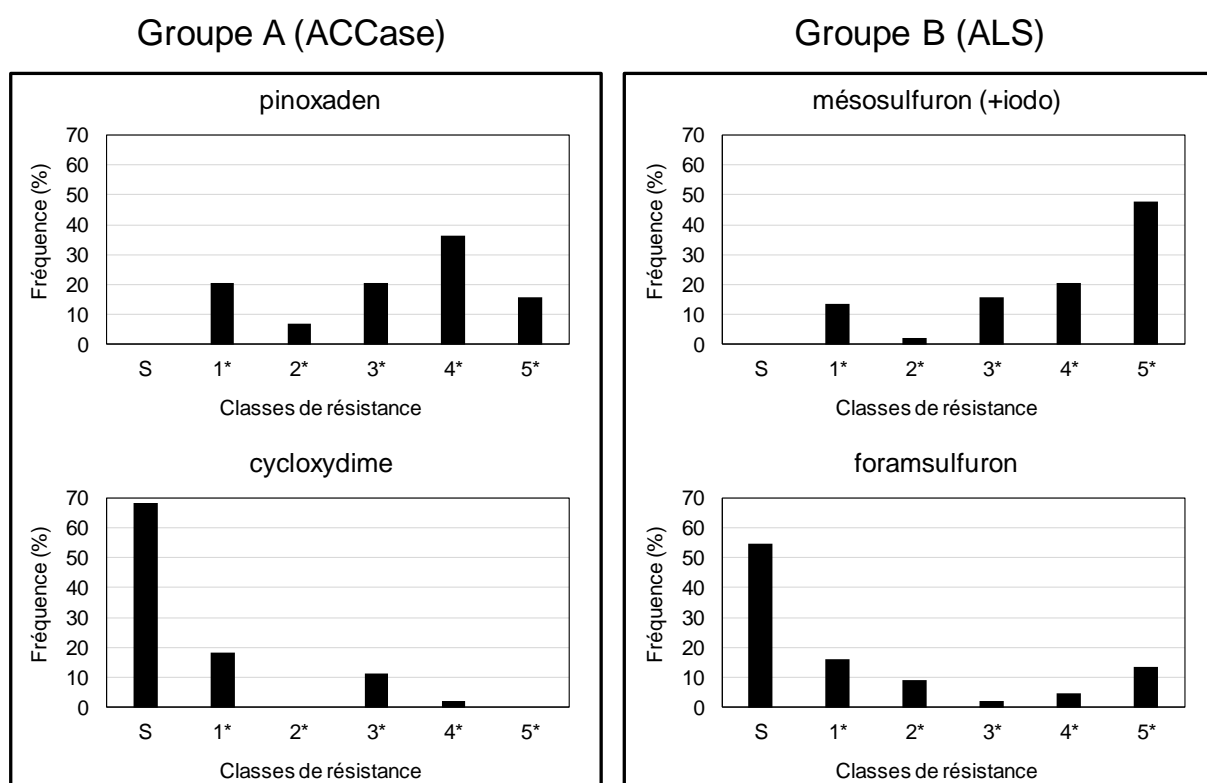 Groupe A (ACCase)
Groupe B (ALS)
pinoxaden
Fréquence (%)
70
60
50
40
30
20
10
0
S 1* 2* 3* 4* 5*
Classes de résistance
mésosulfuron (+iodo)
Fréquence (%)
70
60
50
40
30
20
10
0
S 1* 2* 3* 4* 5*
Classes de résistance
cycloxydime
Fréquence (%)
70
60
50
40
30
20
10
0
S 1* 2* 3* 4* 5*
Classes de résistance
foramsulfuron
Fréquence (%)
70
60
50
40
30
20
10
0
S 1* 2* 3* 4* 5*
Classes de résistance